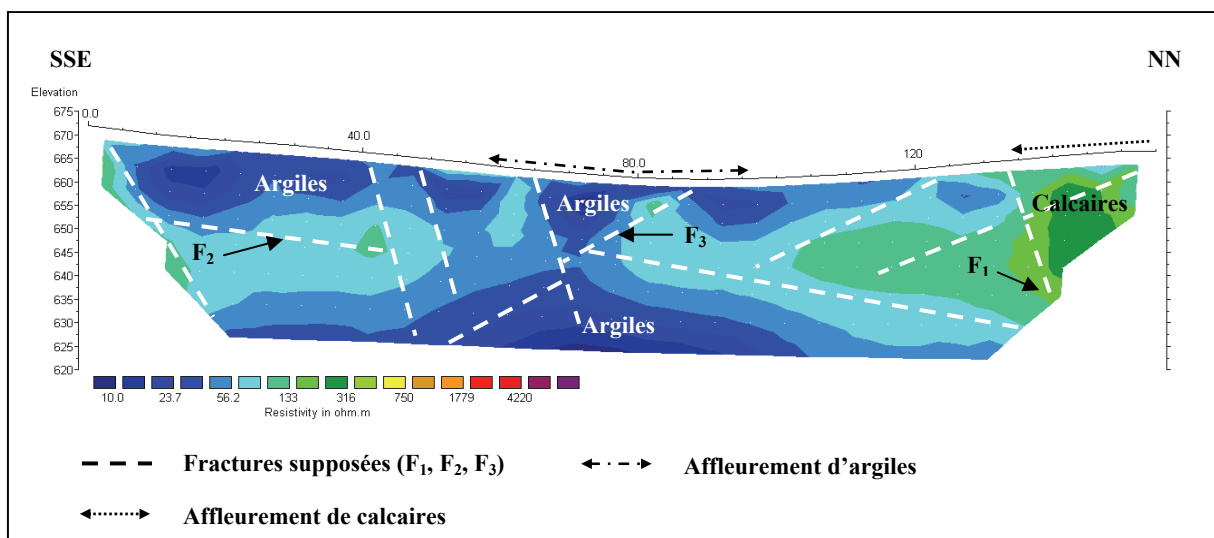 SSE
NN
Elevation
675
670
665
660
655
650
645
640
635
630
625
620
0.0
40.0
80.0
120
Argiles
Argiles
Calcaires
F₂
F₃
F₁
Argiles
10.0 23.7 56.2 133 316 750 1779 4220
Resistivity in ohm.m
Fractures supposées (F₁, F₂, F₃)
Affleurement d’argiles
Affleurement de calcaires